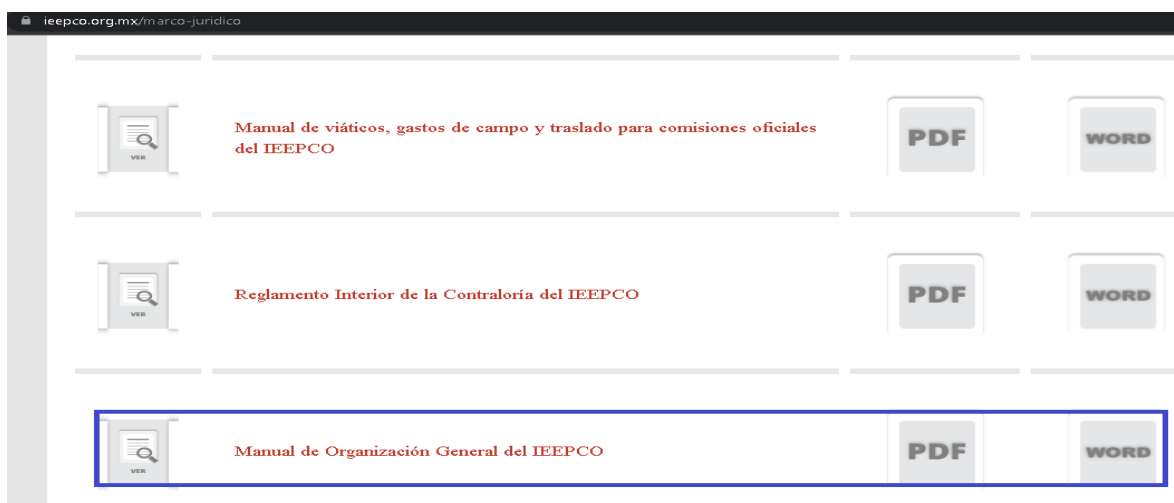 ieepco.org.mx/marco-juridico
VER
Manual de viáticos, gastos de campo y traslado para comisiones oficiales
del IEEPCO
PDF
WORD
VER
Reglamento Interior de la Contraloría del IEEPCO
PDF
WORD
VER
Manual de Organización General del IEEPCO
PDF
WORD